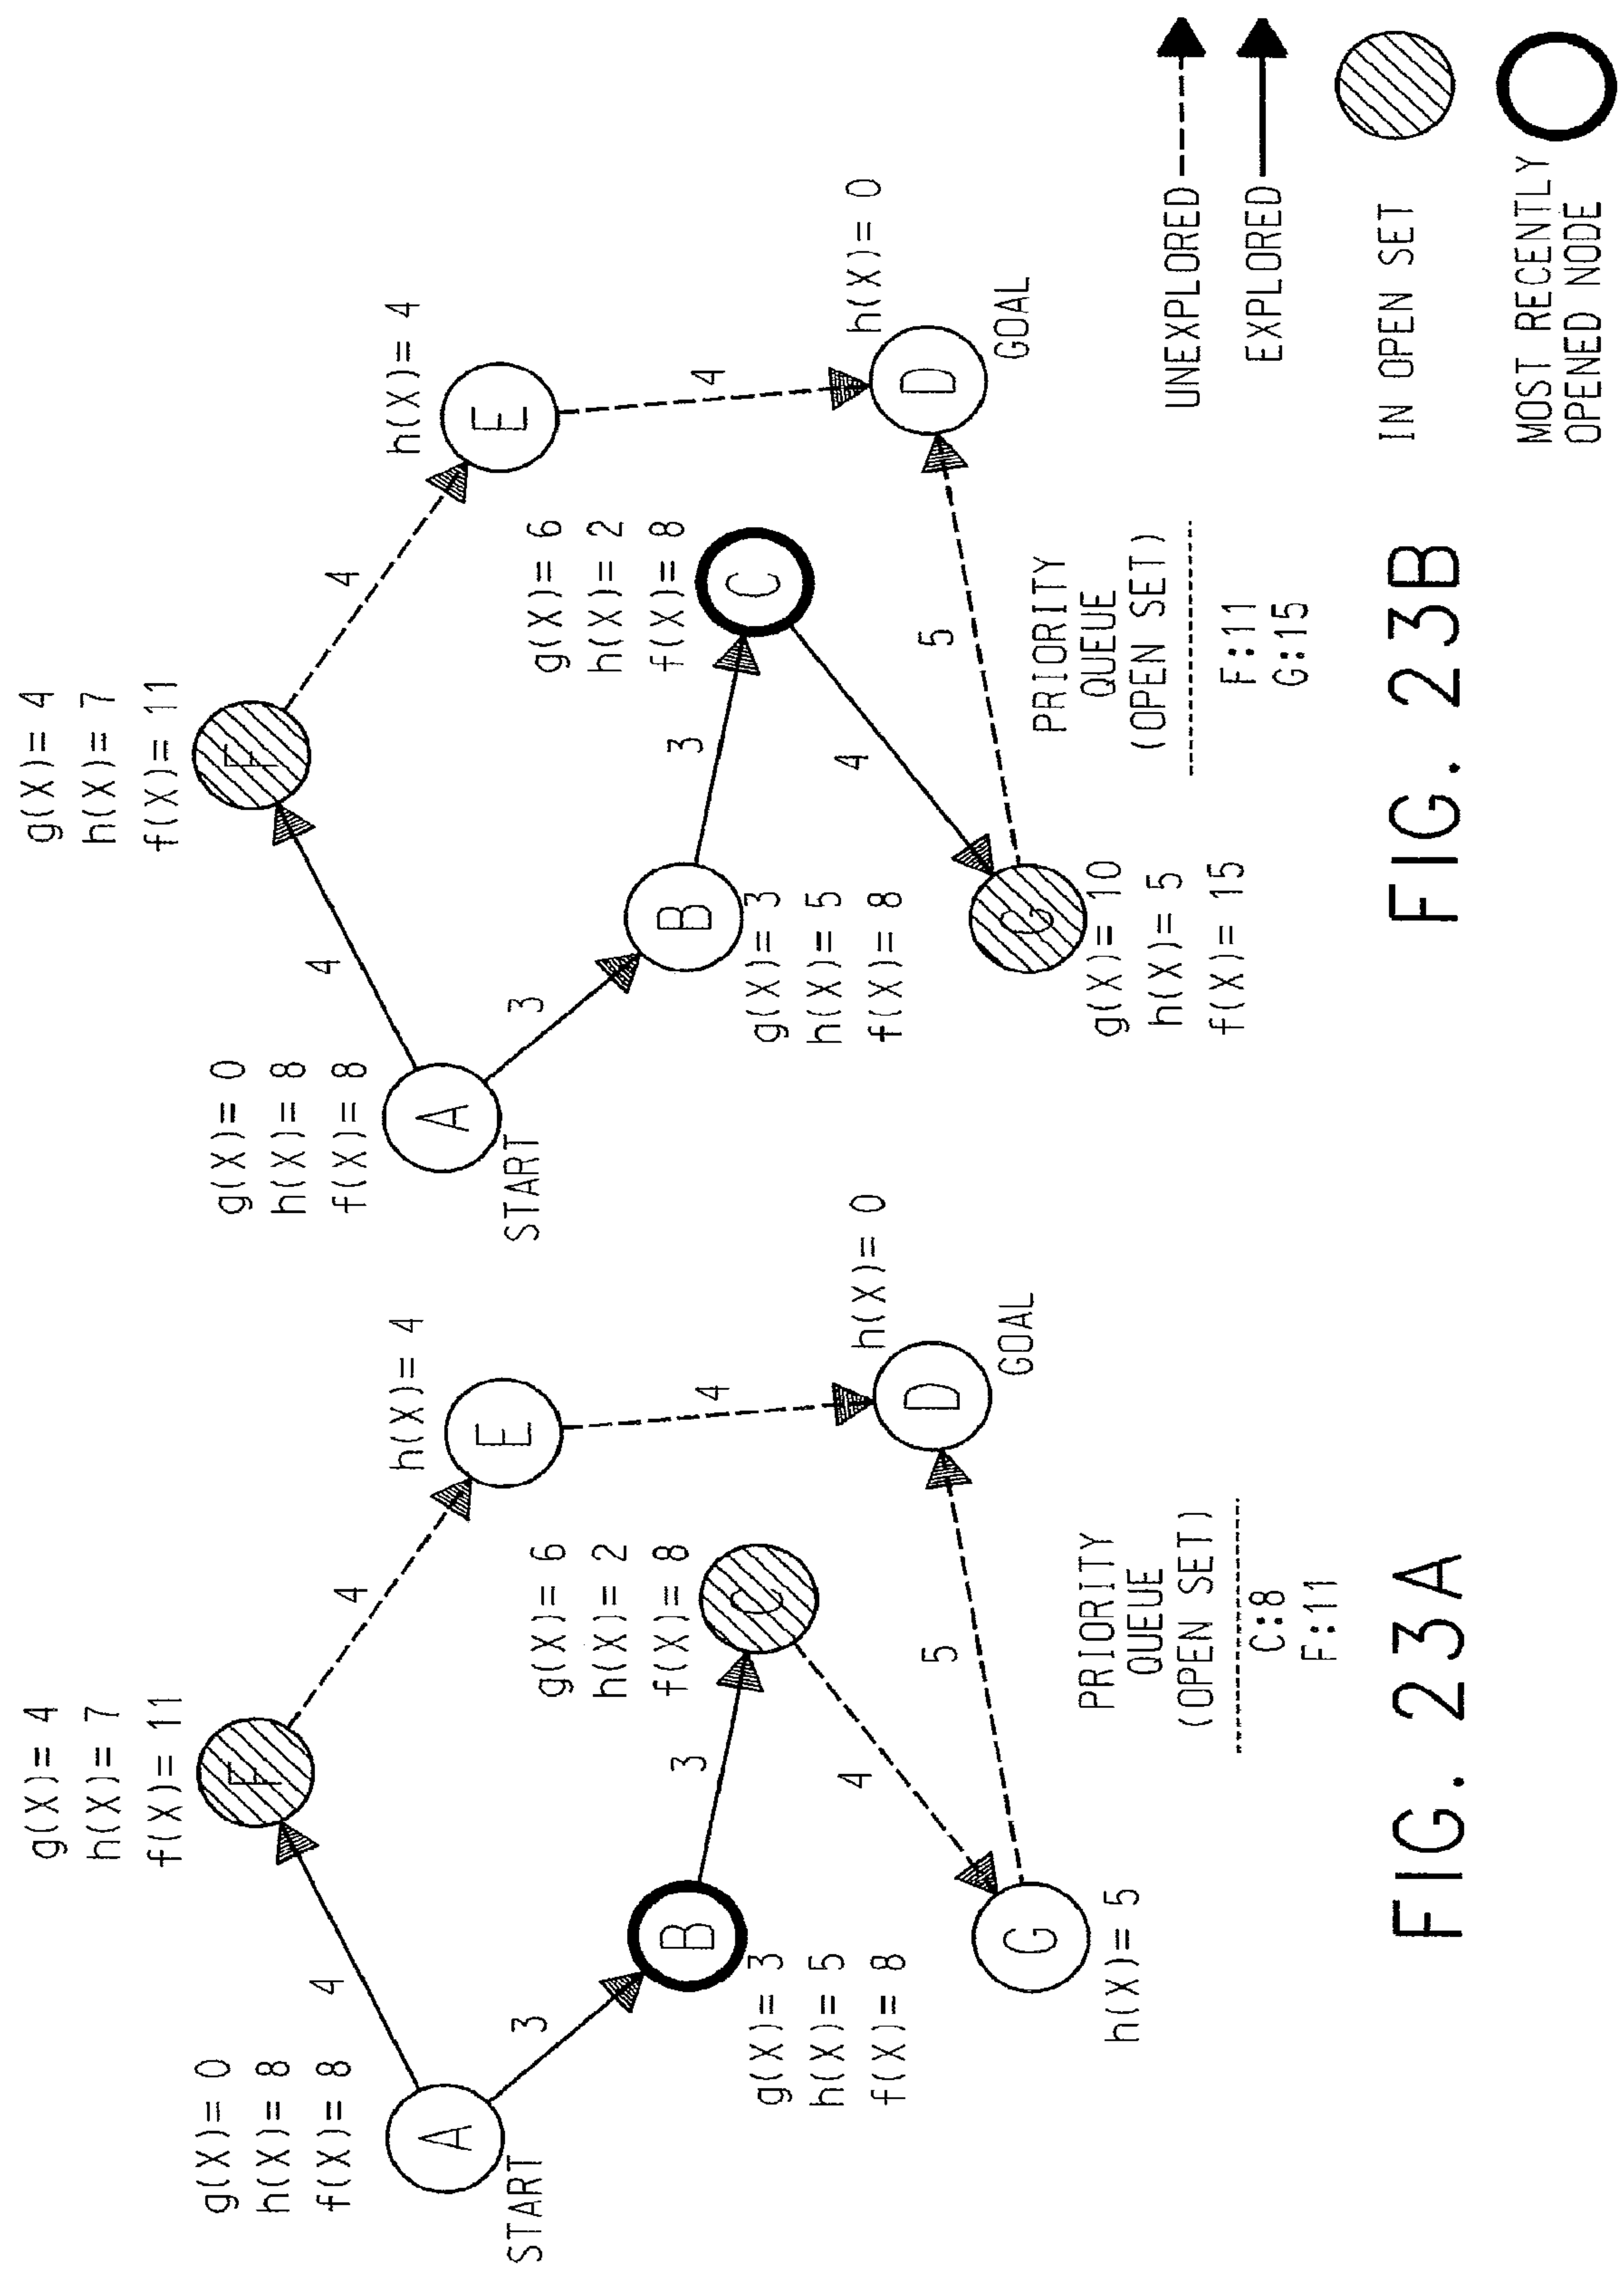 g(X)= 0
h(X)= 8
f(X)= 8
A
START
4
3
g(X)= 4
h(X)= 7
f(X)= 11
F
4
B
g(X)= 3
h(X)= 5
f(X)= 8
3
g(X)= 6
h(X)= 2
f(X)= 8
C
4
G
h(X)= 5
5
h(X)= 4
E
4
h(X)= 0
D
GOAL
PRIORITY
QUEUE
(OPEN SET)
C:8
F:11
FIG. 23A
g(X)= 0
h(X)= 8
f(X)= 8
A
START
4
3
g(X)= 4
h(X)= 7
f(X)= 11
F
4
B
g(X)= 3
h(X)= 5
f(X)= 8
3
g(X)= 6
h(X)= 2
f(X)= 8
C
4
G
g(X)= 10
h(X)= 5
f(X)= 15
5
h(X)= 4
E
4
h(X)= 0
D
GOAL
PRIORITY
QUEUE
(OPEN SET)
F:11
G:15
FIG. 23B
UNEXPLORED
EXPLORED
IN OPEN SET
MOST RECENTLY
OPENED NODE